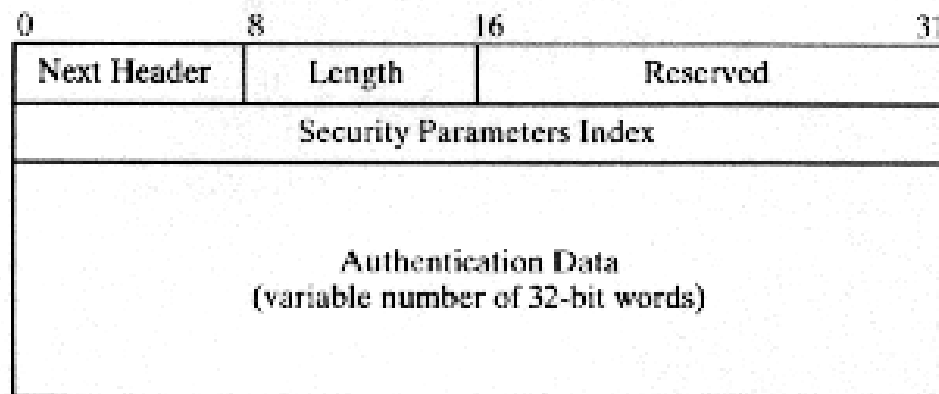 0 8 16 31
Next Header Length Reserved
Security Parameters Index
Authentication Data
(variable number of 32-bit words)